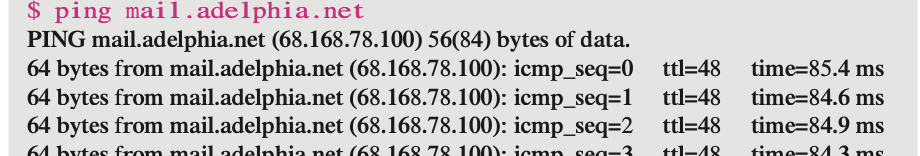 $ ping mail.adelphia.net
PING mail.adelphia.net (68.168.78.100) 56(84) bytes of data.
64 bytes from mail.adelphia.net (68.168.78.100): icmp_seq=0 ttl=48 time=85.4 ms
64 bytes from mail.adelphia.net (68.168.78.100): icmp_seq=1 ttl=48 time=84.6 ms
64 bytes from mail.adelphia.net (68.168.78.100): icmp_seq=2 ttl=48 time=84.9 ms
64 bytes from mail.adelphia.net (68.168.78.100): icmp_seq=3 ttl=48 time=84.3 ms